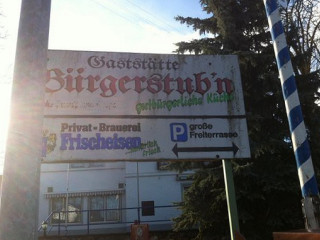 Gaststätte
Bürgerstub'n
gutbürgerliche Küche
Privat-Brauerei
Frischeisen
P große
Freiterrasse